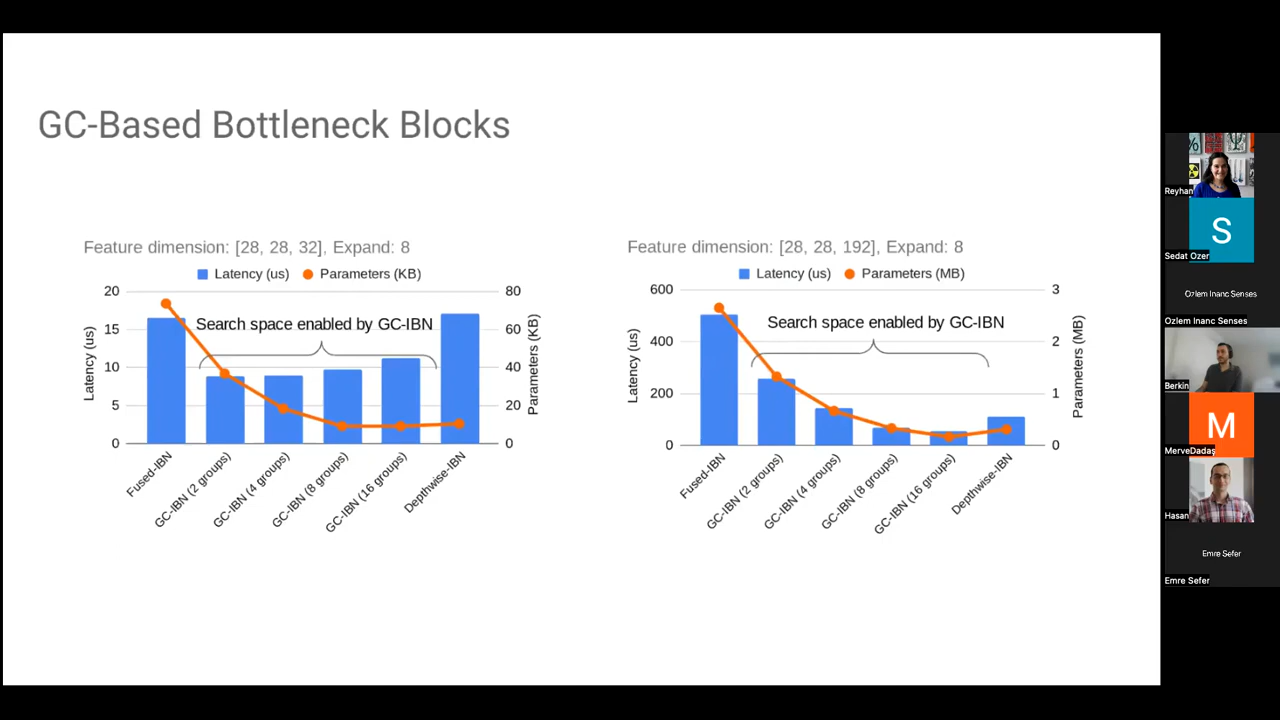 GC-Based Bottleneck Blocks
Feature dimension: [28, 28, 32], Expand: 8
Latency (us) Parameters (KB)
20
15
10
5
0
80
60
40
20
0
Latency (us)
Parameters (KB)
Search space enabled by GC-IBN
Fused-IBN
GC-IBN (2 groups)
GC-IBN (4 groups)
GC-IBN (8 groups)
GC-IBN (16 groups)
Depthwise-IBN
Feature dimension: [28, 28, 192], Expand: 8
Latency (us) Parameters (MB)
600
400
200
0
3
2
1
0
Latency (us)
Parameters (MB)
Search space enabled by GC-IBN
Fused-IBN
GC-IBN (2 groups)
GC-IBN (4 groups)
GC-IBN (8 groups)
GC-IBN (16 groups)
Depthwise-IBN
%
Reyhan
S
Sedat Ozer
Ozlem Inanc Senses
Ozlem Inanc Senses
Berkin
M
MerveDadaş
Hasan
Emre Sefer
Emre Sefer